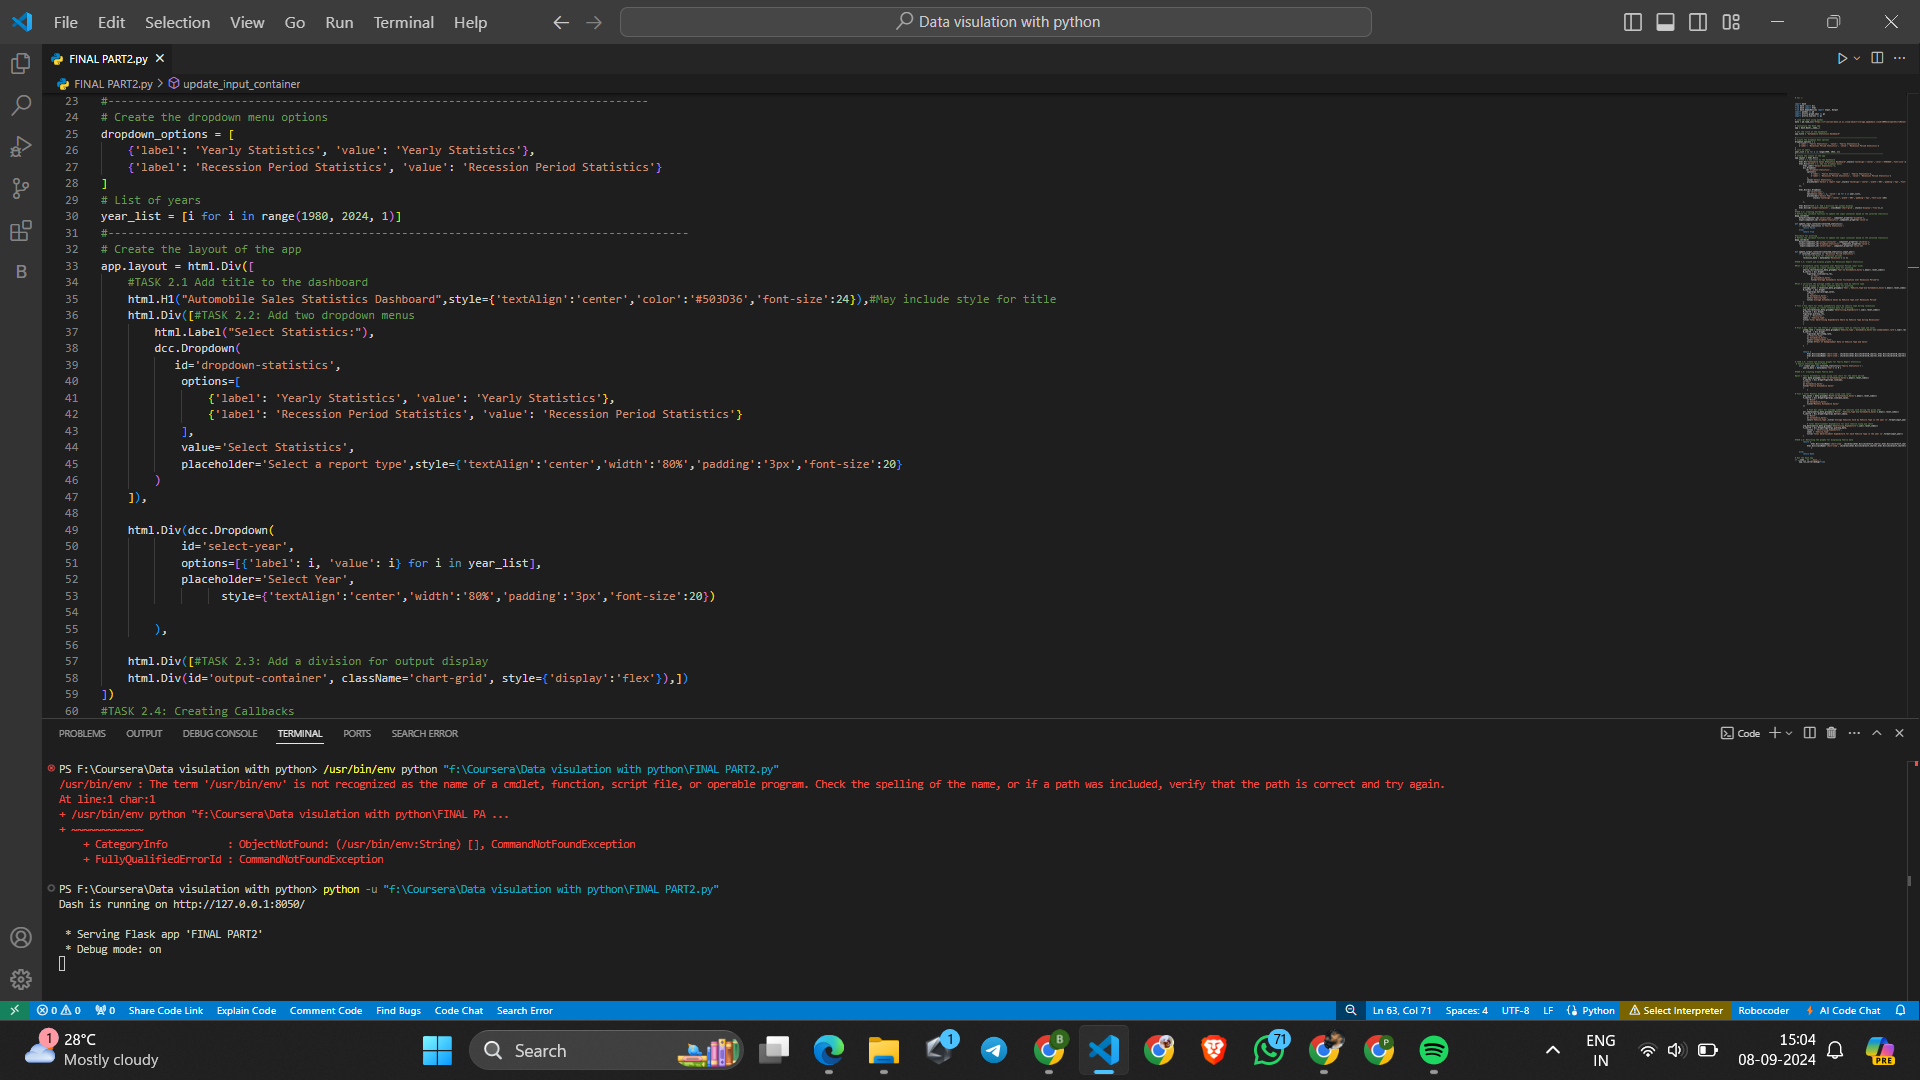 File Edit Selection View Go Run Terminal Help
Data visulation with python
FINAL PART2.py
FINAL PART2.py > update_input_container
23 #---------------------------------------------------------------------------------
24 # Create the dropdown menu options
25 dropdown_options = [
26 {'label': 'Yearly Statistics', 'value': 'Yearly Statistics'},
27 {'label': 'Recession Period Statistics', 'value': 'Recession Period Statistics'}
28 ]
29 # List of years
30 year_list = [i for i in range(1980, 2024, 1)]
31 #---------------------------------------------------------------------------------------
32 # Create the layout of the app
33 app.layout = html.Div([
34 #TASK 2.1 Add title to the dashboard
35 html.H1("Automobile Sales Statistics Dashboard",style={'textAlign':'center','color':'#503D36','font-size':24}),#May include style for title
36 html.Div([#TASK 2.2: Add two dropdown menus
37 html.Label("Select Statistics:"),
38 dcc.Dropdown(
39 id='dropdown-statistics',
40 options=[
41 {'label': 'Yearly Statistics', 'value': 'Yearly Statistics'},
42 {'label': 'Recession Period Statistics', 'value': 'Recession Period Statistics'}
43 ],
44 value='Select Statistics',
45 placeholder='Select a report type',style={'textAlign':'center','width':'80%','padding':'3px','font-size':20}
46 )
47 ]),
48
49 html.Div(dcc.Dropdown(
50 id='select-year',
51 options=[{'label': i, 'value': i} for i in year_list],
52 placeholder='Select Year',
53 style={'textAlign':'center','width':'80%','padding':'3px','font-size':20})
54
55 ),
56
57 html.Div([#TASK 2.3: Add a division for output display
58 html.Div(id='output-container', className='chart-grid', style={'display':'flex'}),])
59 ])
60 #TASK 2.4: Creating Callbacks
PROBLEMS OUTPUT DEBUG CONSOLE TERMINAL PORTS SEARCH ERROR Code
PS F:\Coursera\Data visulation with python> /usr/bin/env python "f:\Coursera\Data visulation with python\FINAL PART2.py"
/usr/bin/env : The term '/usr/bin/env' is not recognized as the name of a cmdlet, function, script file, or operable program. Check the spelling of the name, or if a path was included, verify that the path is correct and try again.
At line:1 char:1
+ /usr/bin/env python "f:\Coursera\Data visulation with python\FINAL PA ...
+ ~~~~~~~~~~~~
+ CategoryInfo : ObjectNotFound: (/usr/bin/env:String) [], CommandNotFoundException
+ FullyQualifiedErrorId : CommandNotFoundException
PS F:\Coursera\Data visulation with python> python -u "f:\Coursera\Data visulation with python\FINAL PART2.py"
Dash is running on http://127.0.0.1:8050/
* Serving Flask app 'FINAL PART2'
* Debug mode: on
0 0 0 Share Code Link Explain Code Comment Code Find Bugs Code Chat Search Error Ln 63, Col 71 Spaces: 4 UTF-8 LF Python Select Interpreter Robocoder AI Code Chat
1 28°C
Mostly cloudy
Search
1
B
71
P
ENG
IN
15:04
08-09-2024
PRE